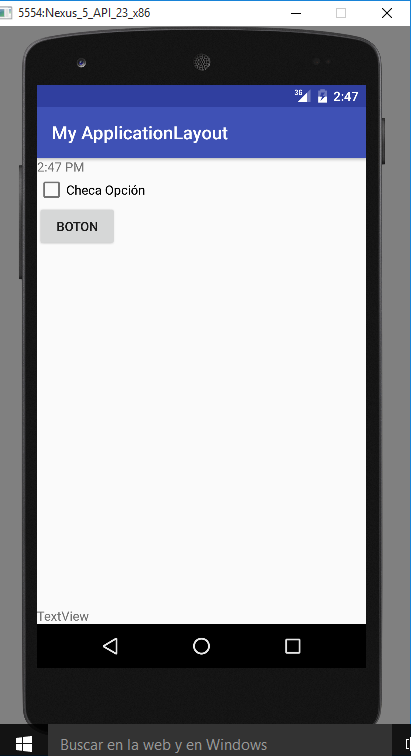 5554:Nexus_5_API_23_x86
3G 2:47
My ApplicationLayout
2:47 PM
Checa Opción
BOTON
TextView
Buscar en la web y en Windows